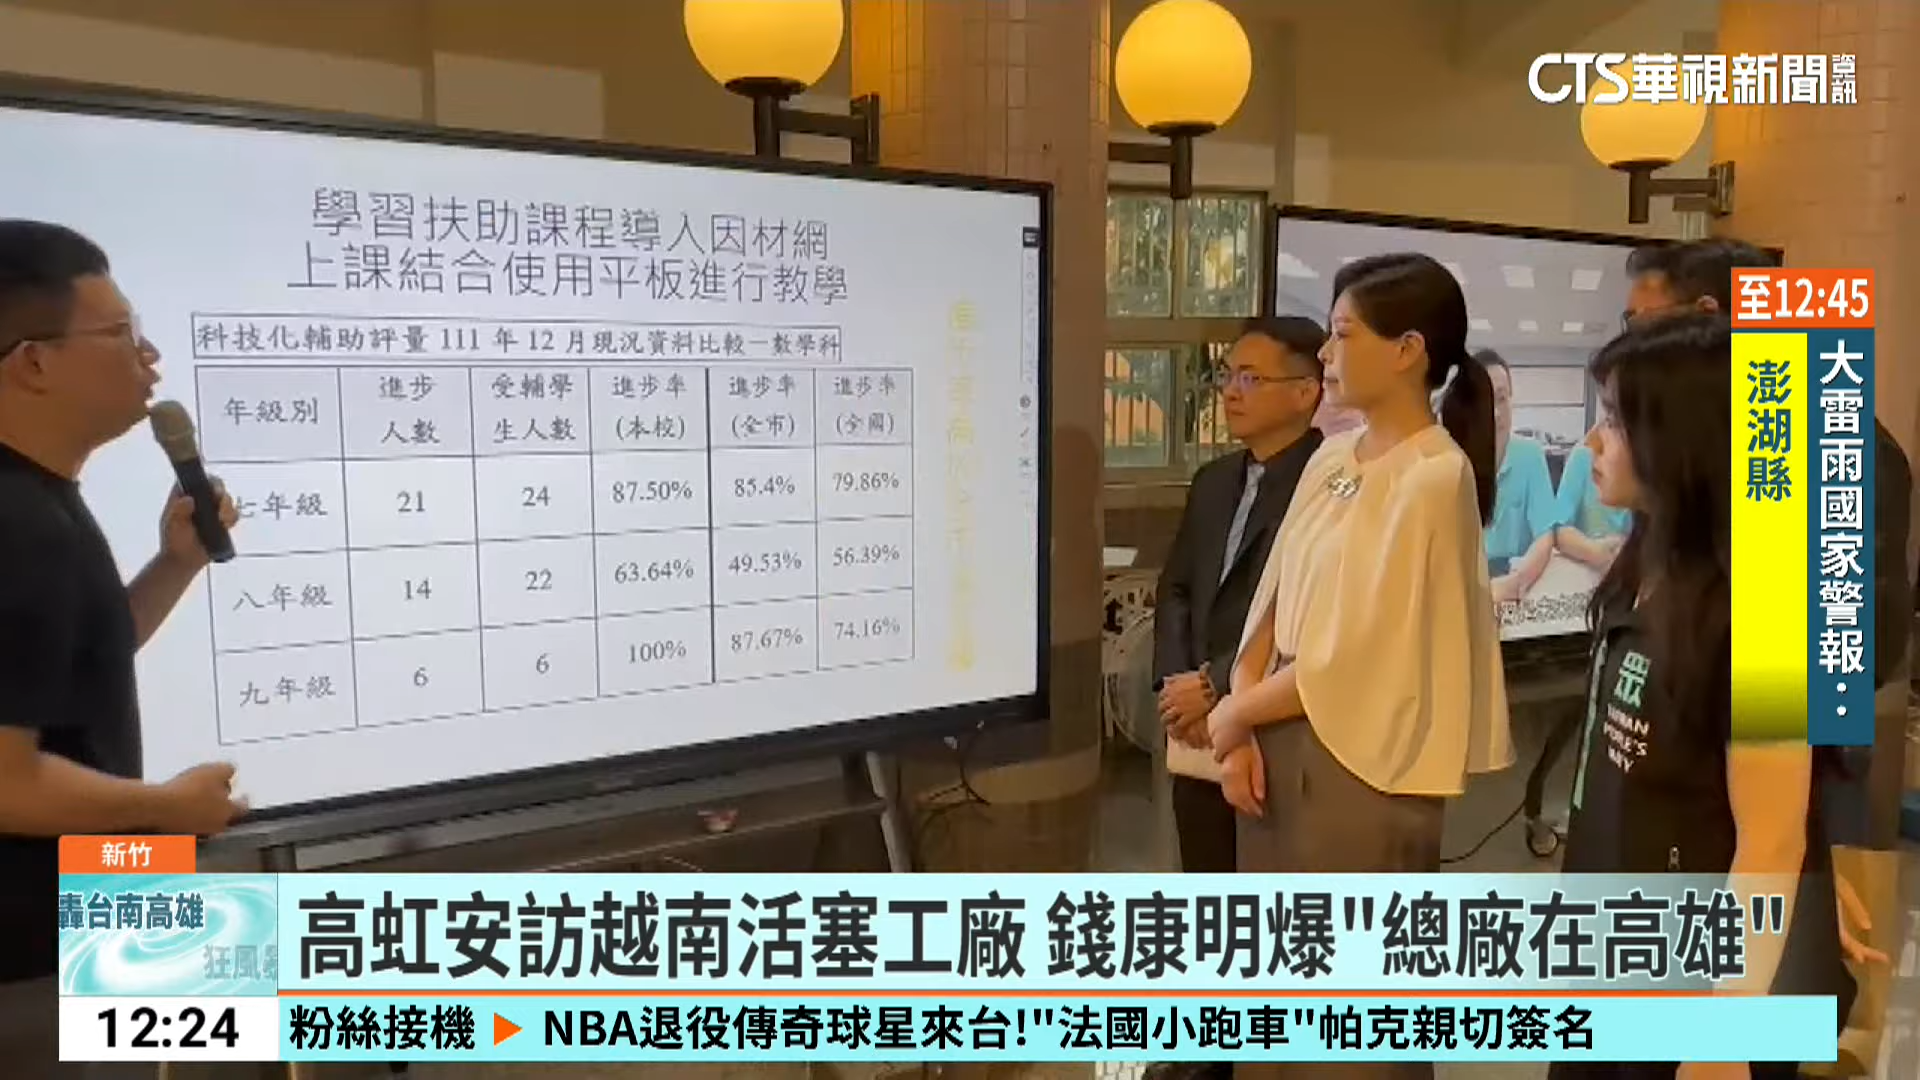 CTS華視新聞資訊
學習扶助課程導入因材網
上課結合使用平板進行教學
科技化輔助評量 111 年 12 月現況資料比較－數學科
年級別 進步人數 受輔學生人數 進步率(本校) 進步率(全市) 進步率(全國)
七年級 21 24 87.50% 85.4% 79.86%
八年級 14 22 63.64% 49.53% 56.39%
九年級 6 6 100% 87.67% 74.16%
至12:45
大雷雨國家警報：
澎湖縣
眾
TAIWAN
PEOPLE'S
WAY
新竹
轟台南高雄
狂風
高虹安訪越南活塞工廠 錢康明爆"總廠在高雄"
12:24
粉絲接機 ▶ NBA退役傳奇球星來台!"法國小跑車"帕克親切簽名